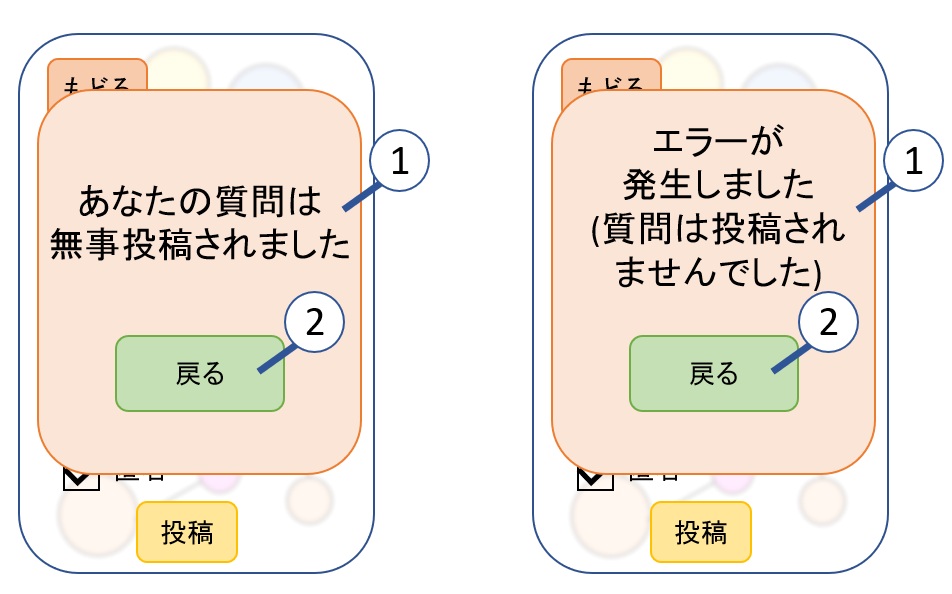 もどる
あなたの質問は
無事投稿されました
1
2
戻る
投稿
もどる
エラーが
発生しました
(質問は投稿され
ませんでした)
1
2
戻る
投稿